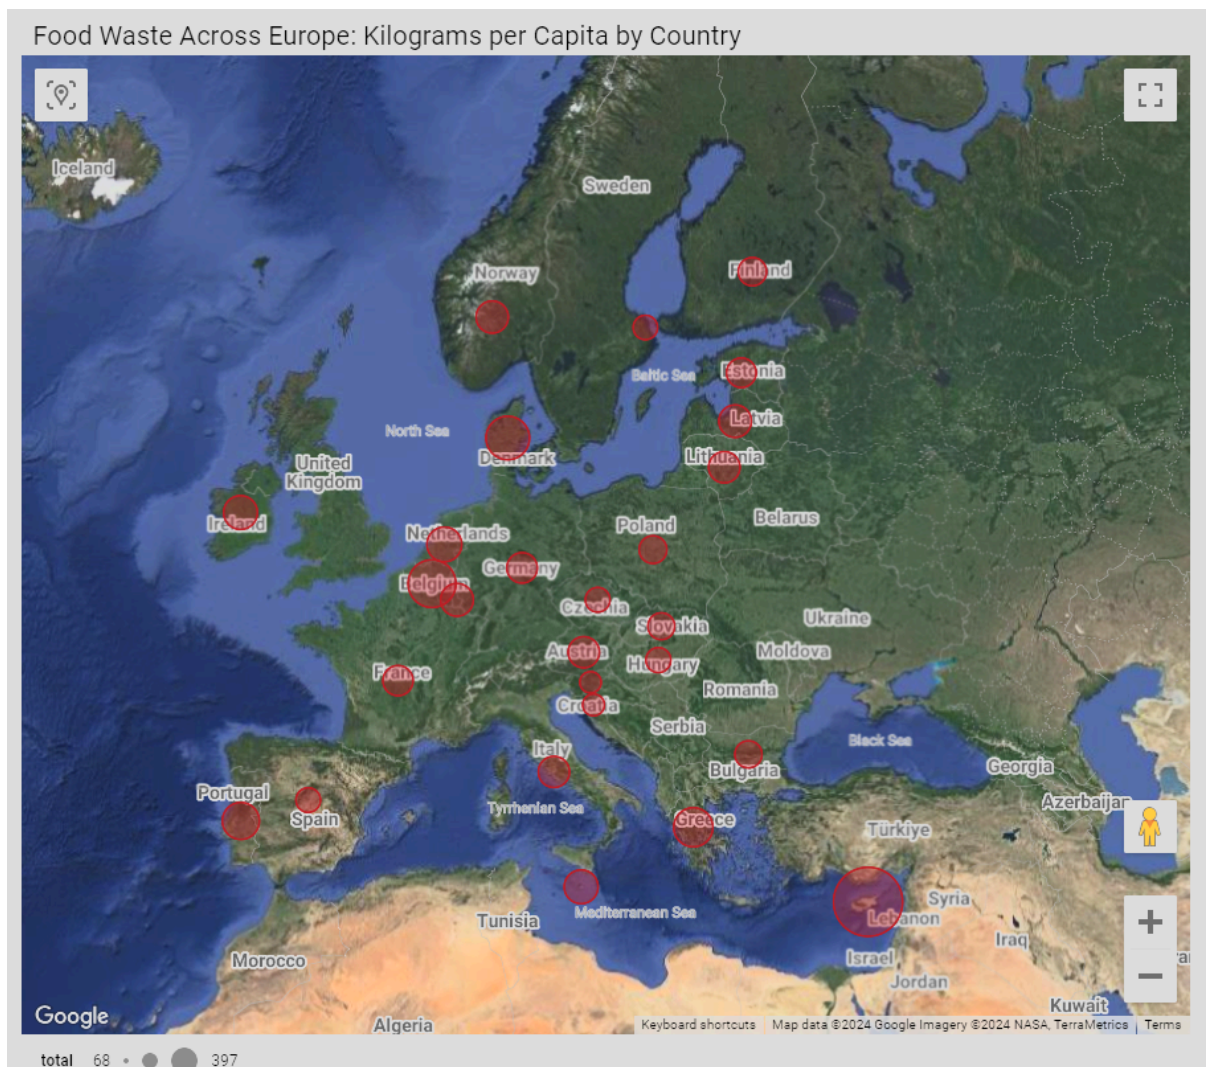 Food Waste Across Europe: Kilograms per Capita by Country
Iceland
Sweden
Norway
Finland
Baltic Sea
Estonia
North Sea
Latvia
Denmark
Lithuania
United
Kingdom
Ireland
Netherlands
Poland
Belarus
Belgium
Germany
Czechia
Slovakia
Ukraine
Austria
Hungary
Moldova
France
Romania
Croatia
Serbia
Italy
Bulgaria
Black Sea
Georgia
Portugal
Spain
Tyrrhenian Sea
Greece
Türkiye
Azerbaijan
Tunisia
Mediterranean Sea
Syria
Lebanon
Iraq
Morocco
Israel
Jordan
Kuwait
Algeria
Google
Keyboard shortcuts Map data ©2024 Google Imagery ©2024 NASA, TerraMetrics Terms
total 68 397